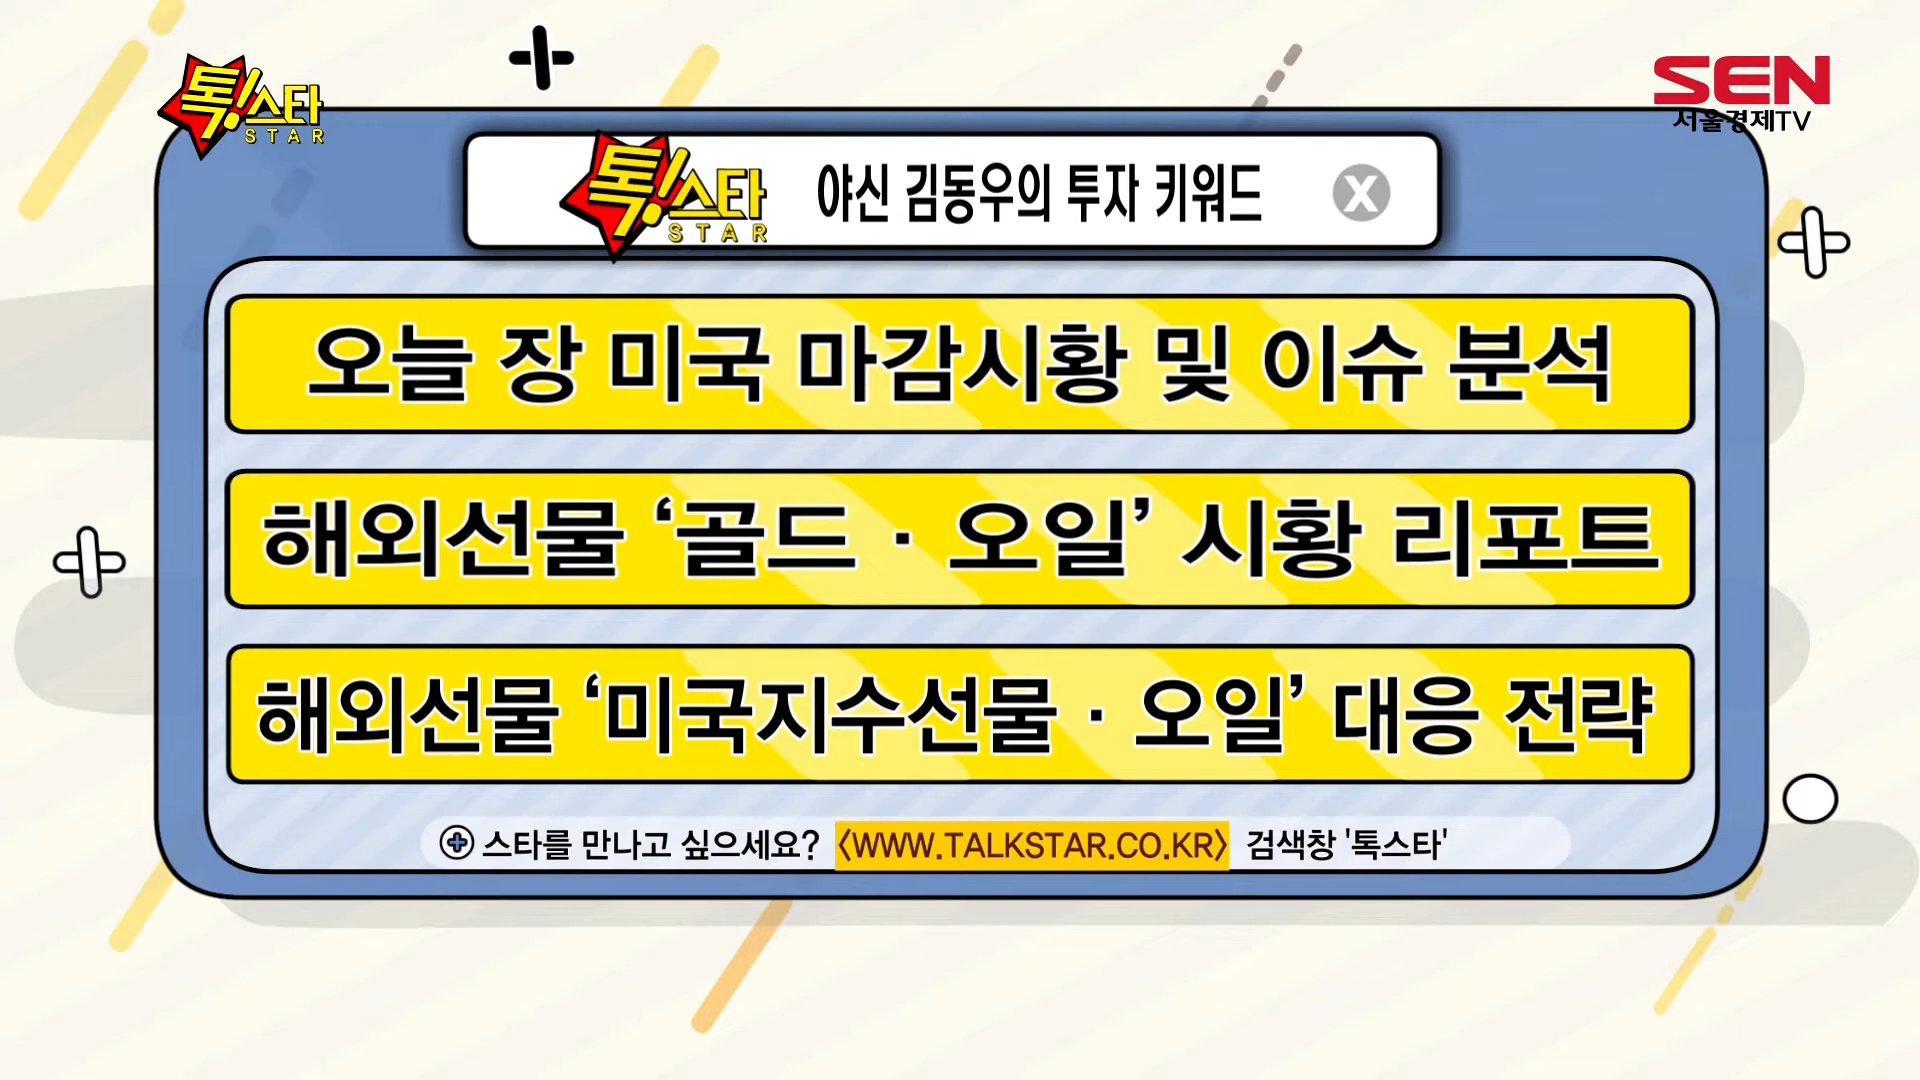 톡!스타
STAR
SEN
서울경제TV
톡!스타
STAR
야신 김동우의 투자 키워드
X
오늘 장 미국 마감시황 및 이슈 분석
해외선물 ‘골드 · 오일’ 시황 리포트
해외선물 ‘미국지수선물 · 오일’ 대응 전략
스타를 만나고 싶으세요? <WWW.TALKSTAR.CO.KR> 검색창 '톡스타'